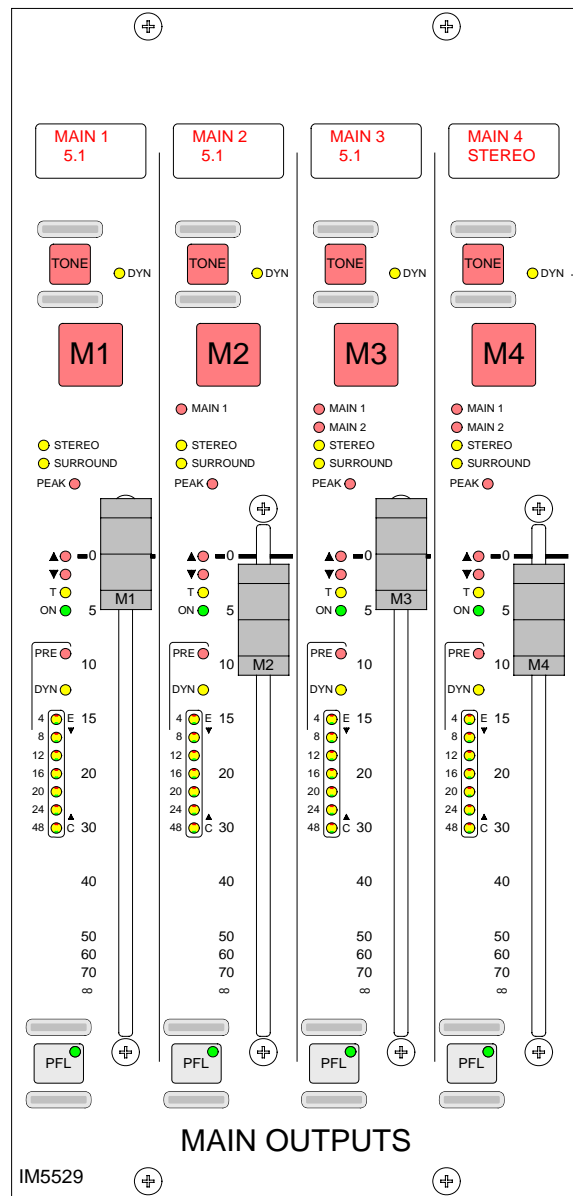 MAIN 1 MAIN 2 MAIN 3 MAIN 4
5.1 5.1 5.1 STEREO
TONE TONE TONE TONE
DYN DYN DYN DYN
M1 M2 M3 M4
MAIN 1 MAIN 1 MAIN 1
MAIN 2 MAIN 2
STEREO STEREO STEREO STEREO
SURROUND SURROUND SURROUND SURROUND
PEAK PEAK PEAK PEAK
▲ 0 ▲ 0 ▲ 0 ▲ 0
▼ ▼ ▼ ▼
T T T T
M1 M3
ON 5 ON 5 ON 5 ON 5
PRE 10 PRE 10 PRE 10 PRE 10
M2 M4
DYN DYN DYN DYN
4 E 15 4 E 15 4 E 15 4 E 15
8 ▼ 8 ▼ 8 ▼ 8 ▼
12 12 12 12
16 20 16 20 16 20 16 20
20 20 20 20
24 ▲ 24 ▲ 24 ▲ 24 ▲
48 C 30 48 C 30 48 C 30 48 C 30
40 40 40 40
50 50 50 50
60 60 60 60
70 70 70 70
∞ ∞ ∞ ∞
PFL PFL PFL PFL
MAIN OUTPUTS
IM5529